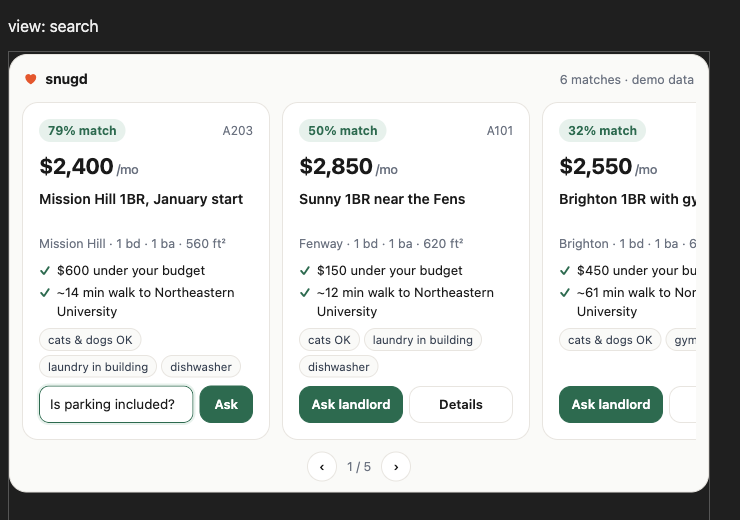 view: search
snugd
6 matches · demo data
79% match
A203
$2,400 /mo
Mission Hill 1BR, January start
Mission Hill · 1 bd · 1 ba · 560 ft²
$600 under your budget
~14 min walk to Northeastern
University
cats & dogs OK
laundry in building
dishwasher
Is parking included?
Ask
50% match
A101
$2,850 /mo
Sunny 1BR near the Fens
Fenway · 1 bd · 1 ba · 620 ft²
$150 under your budget
~12 min walk to Northeastern
University
cats OK
laundry in building
dishwasher
Ask landlord
Details
32% match
$2,550 /mo
Brighton 1BR with gy
Brighton · 1 bd · 1 ba · 6
$450 under your bu
~61 min walk to Nor
University
cats & dogs OK
gym
Ask landlord
‹ 1 / 5 ›